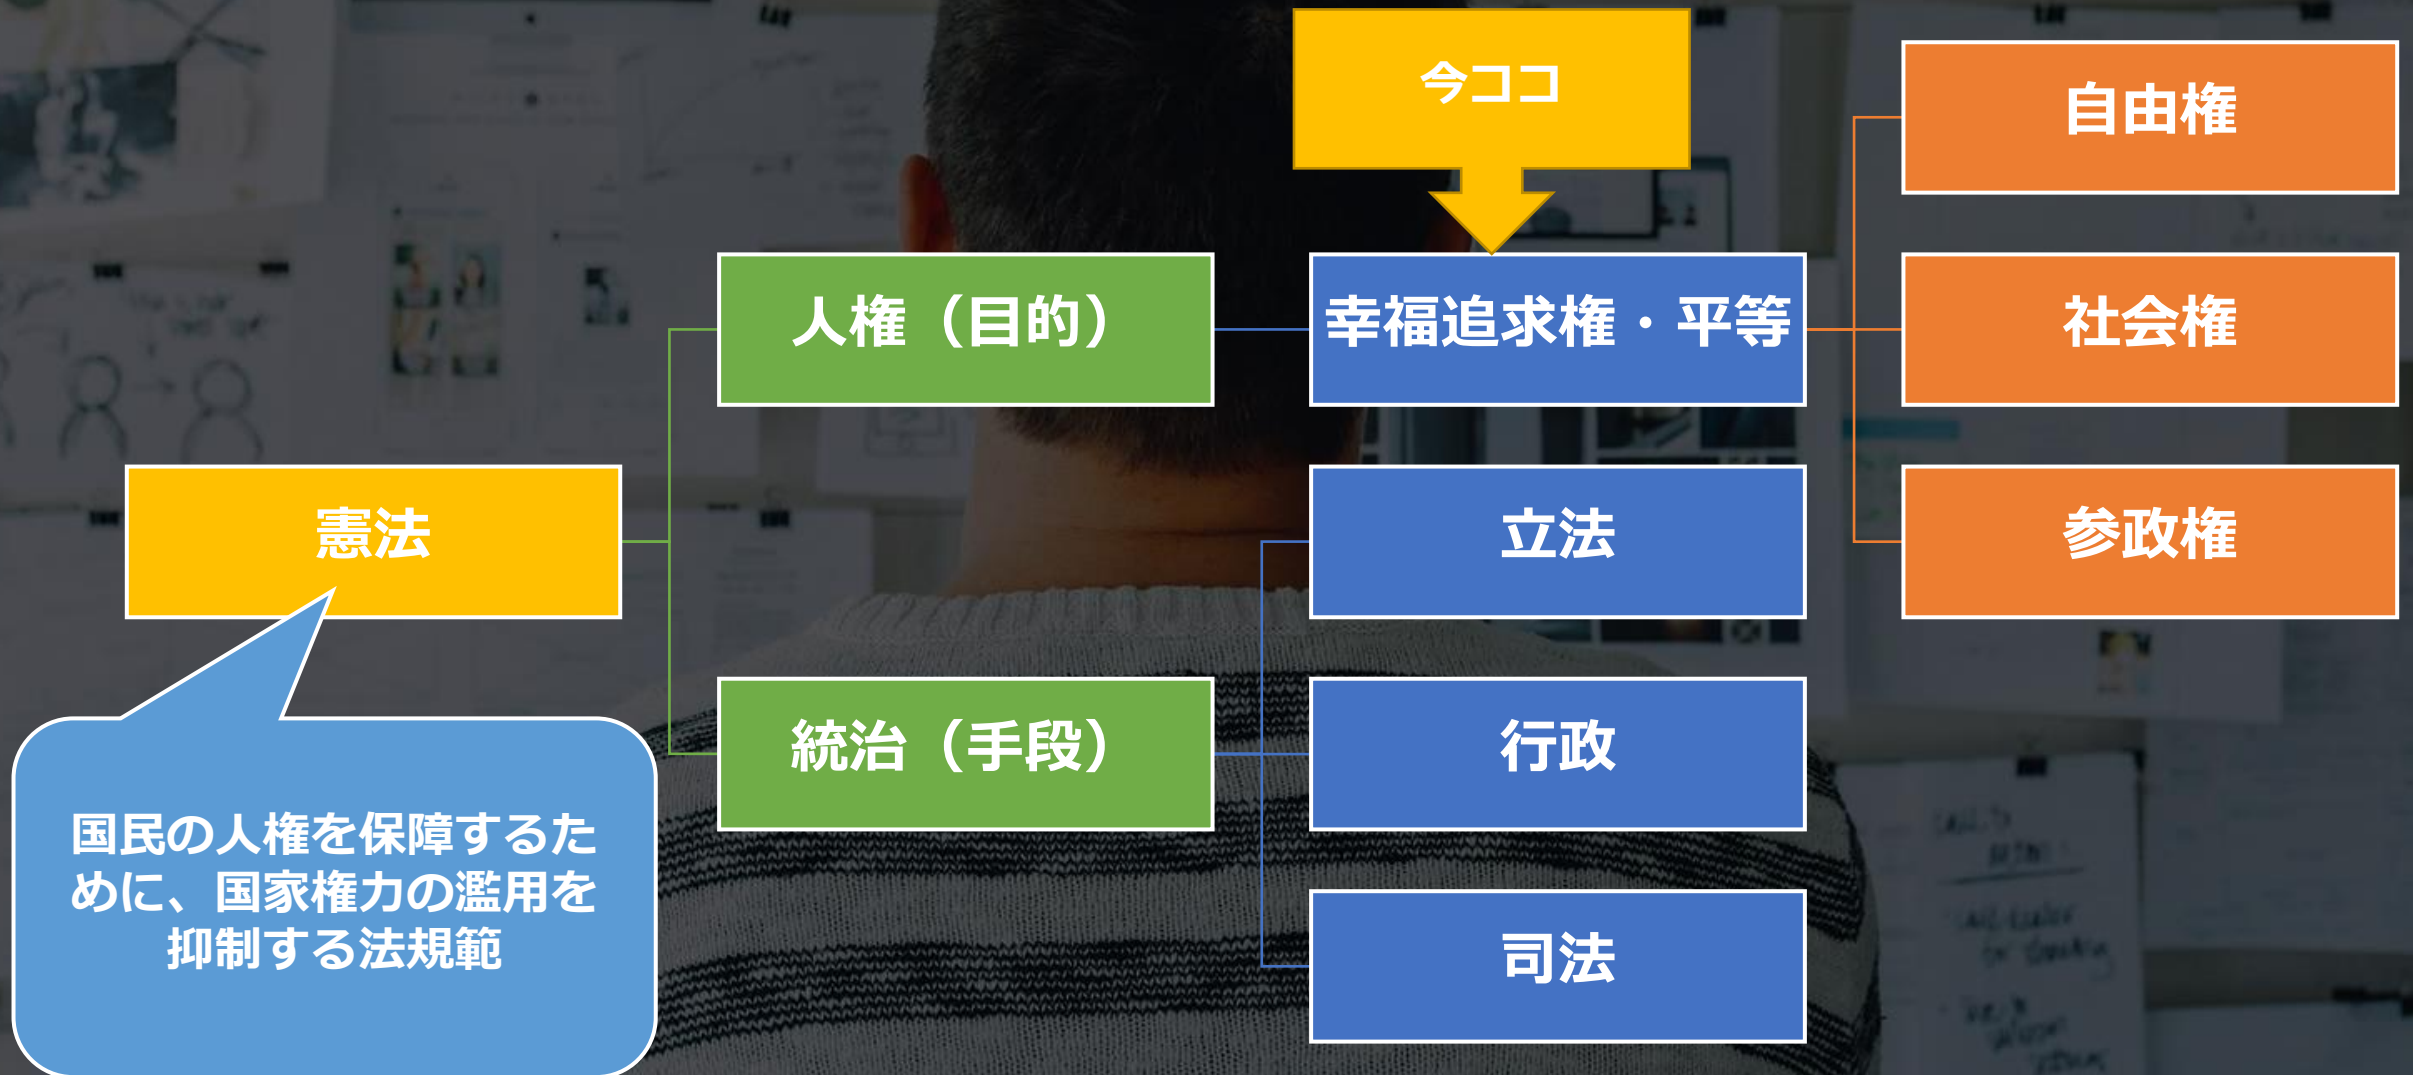 今ココ
自由権
人権（目的）
幸福追求権・平等
社会権
憲法
立法
参政権
統治（手段）
行政
国民の人権を保障するた
めに、国家権力の濫用を
抑制する法規範
司法